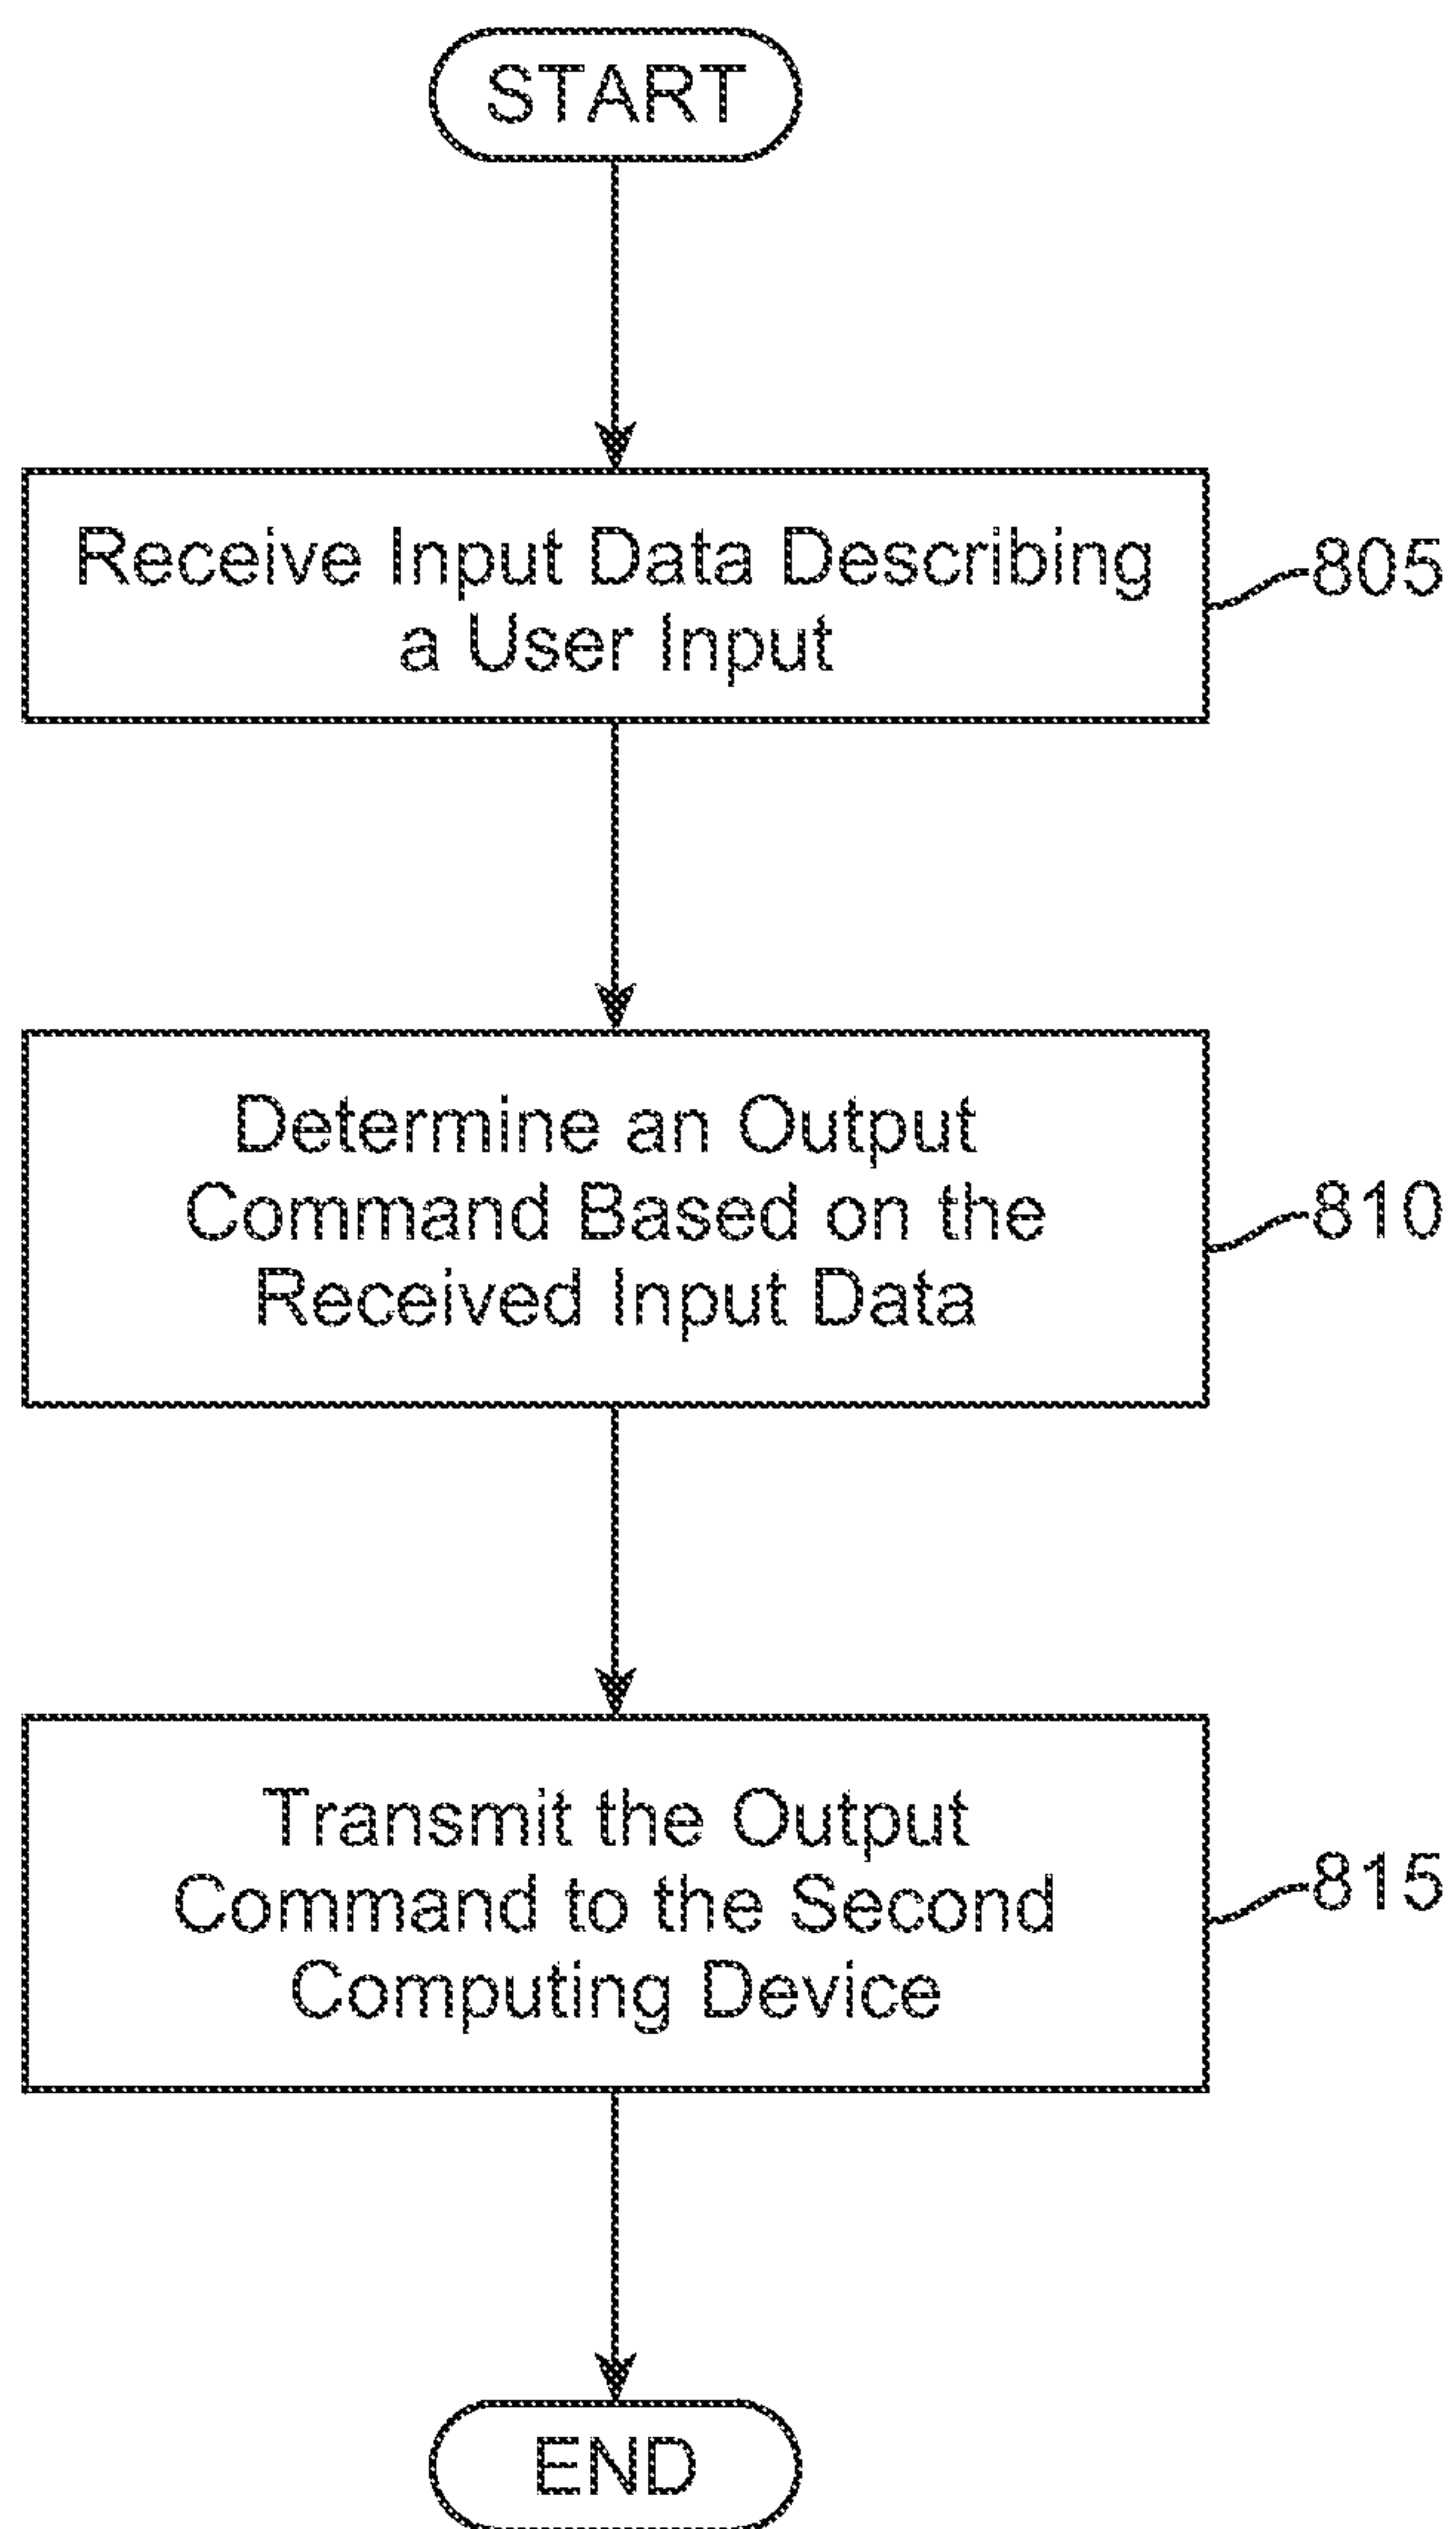 START
Receive Input Data Describing
a User Input
805
Determine an Output
Command Based on the
Received Input Data
810
Transmit the Output
Command to the Second
Computing Device
815
END